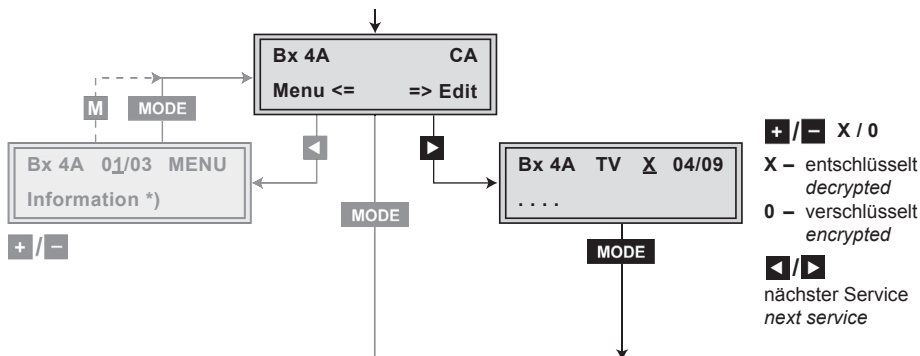 Bx 4A CA
Menu <= => Edit
M MODE
◄ ►
Bx 4A 01/03 MENU
Information *)
+/−
MODE
Bx 4A TV X 04/09
. . . .
MODE
+/− X / 0
X – entschlüsselt
decrypted
0 – verschlüsselt
encrypted
◄/►
nächster Service
next service